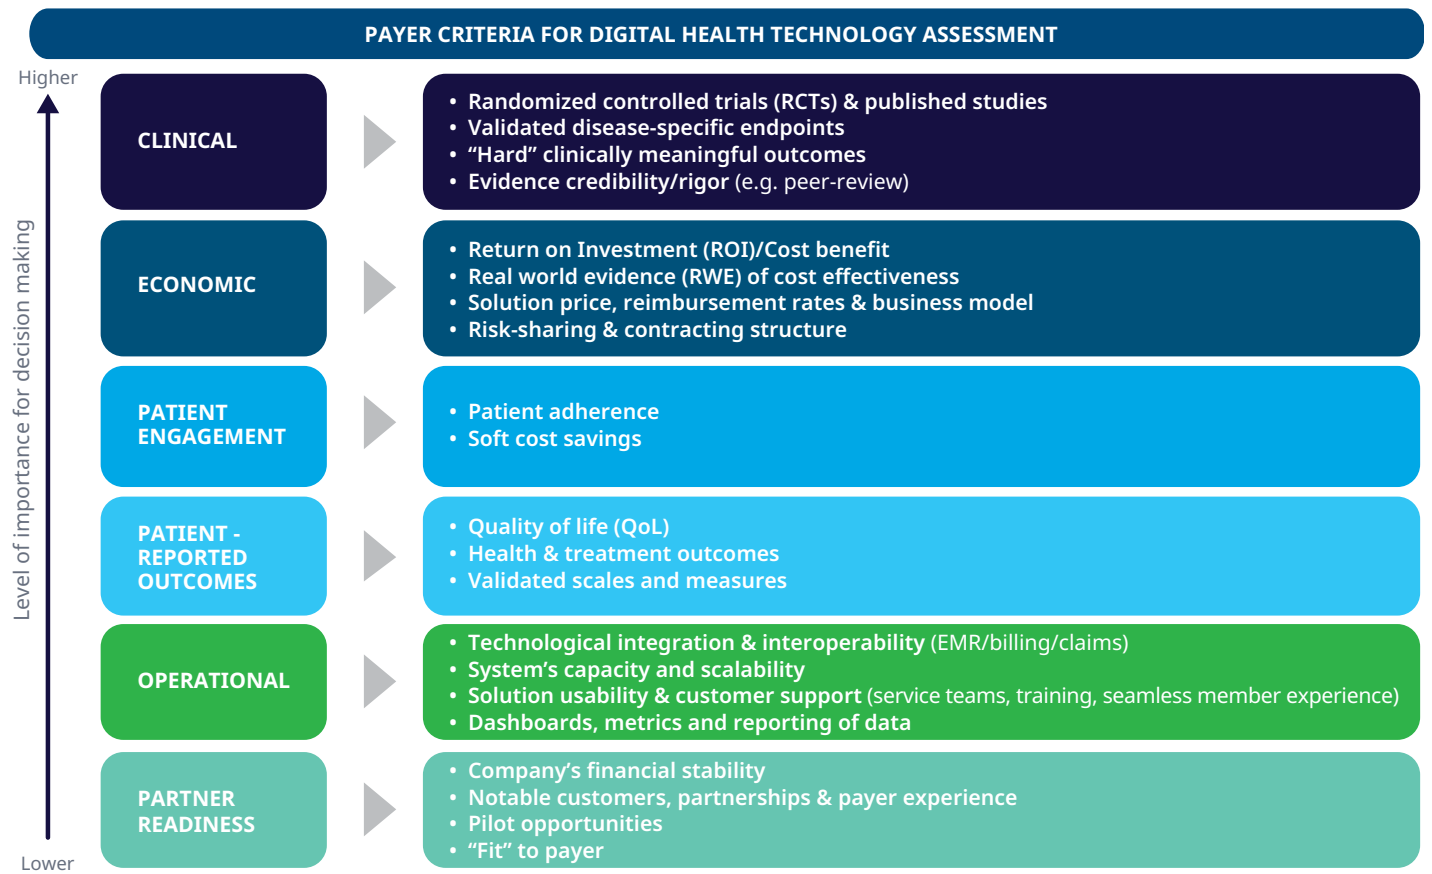 PAYER CRITERIA FOR DIGITAL HEALTH TECHNOLOGY ASSESSMENT
Higher
Level of importance for decision making
Lower
CLINICAL
• Randomized controlled trials (RCTs) & published studies
• Validated disease-specific endpoints
• “Hard” clinically meaningful outcomes
• Evidence credibility/rigor (e.g. peer-review)
ECONOMIC
• Return on Investment (ROI)/Cost benefit
• Real world evidence (RWE) of cost effectiveness
• Solution price, reimbursement rates & business model
• Risk-sharing & contracting structure
PATIENT
ENGAGEMENT
• Patient adherence
• Soft cost savings
PATIENT -
REPORTED
OUTCOMES
• Quality of life (QoL)
• Health & treatment outcomes
• Validated scales and measures
OPERATIONAL
• Technological integration & interoperability (EMR/billing/claims)
• System’s capacity and scalability
• Solution usability & customer support (service teams, training, seamless member experience)
• Dashboards, metrics and reporting of data
PARTNER
READINESS
• Company’s financial stability
• Notable customers, partnerships & payer experience
• Pilot opportunities
• “Fit” to payer